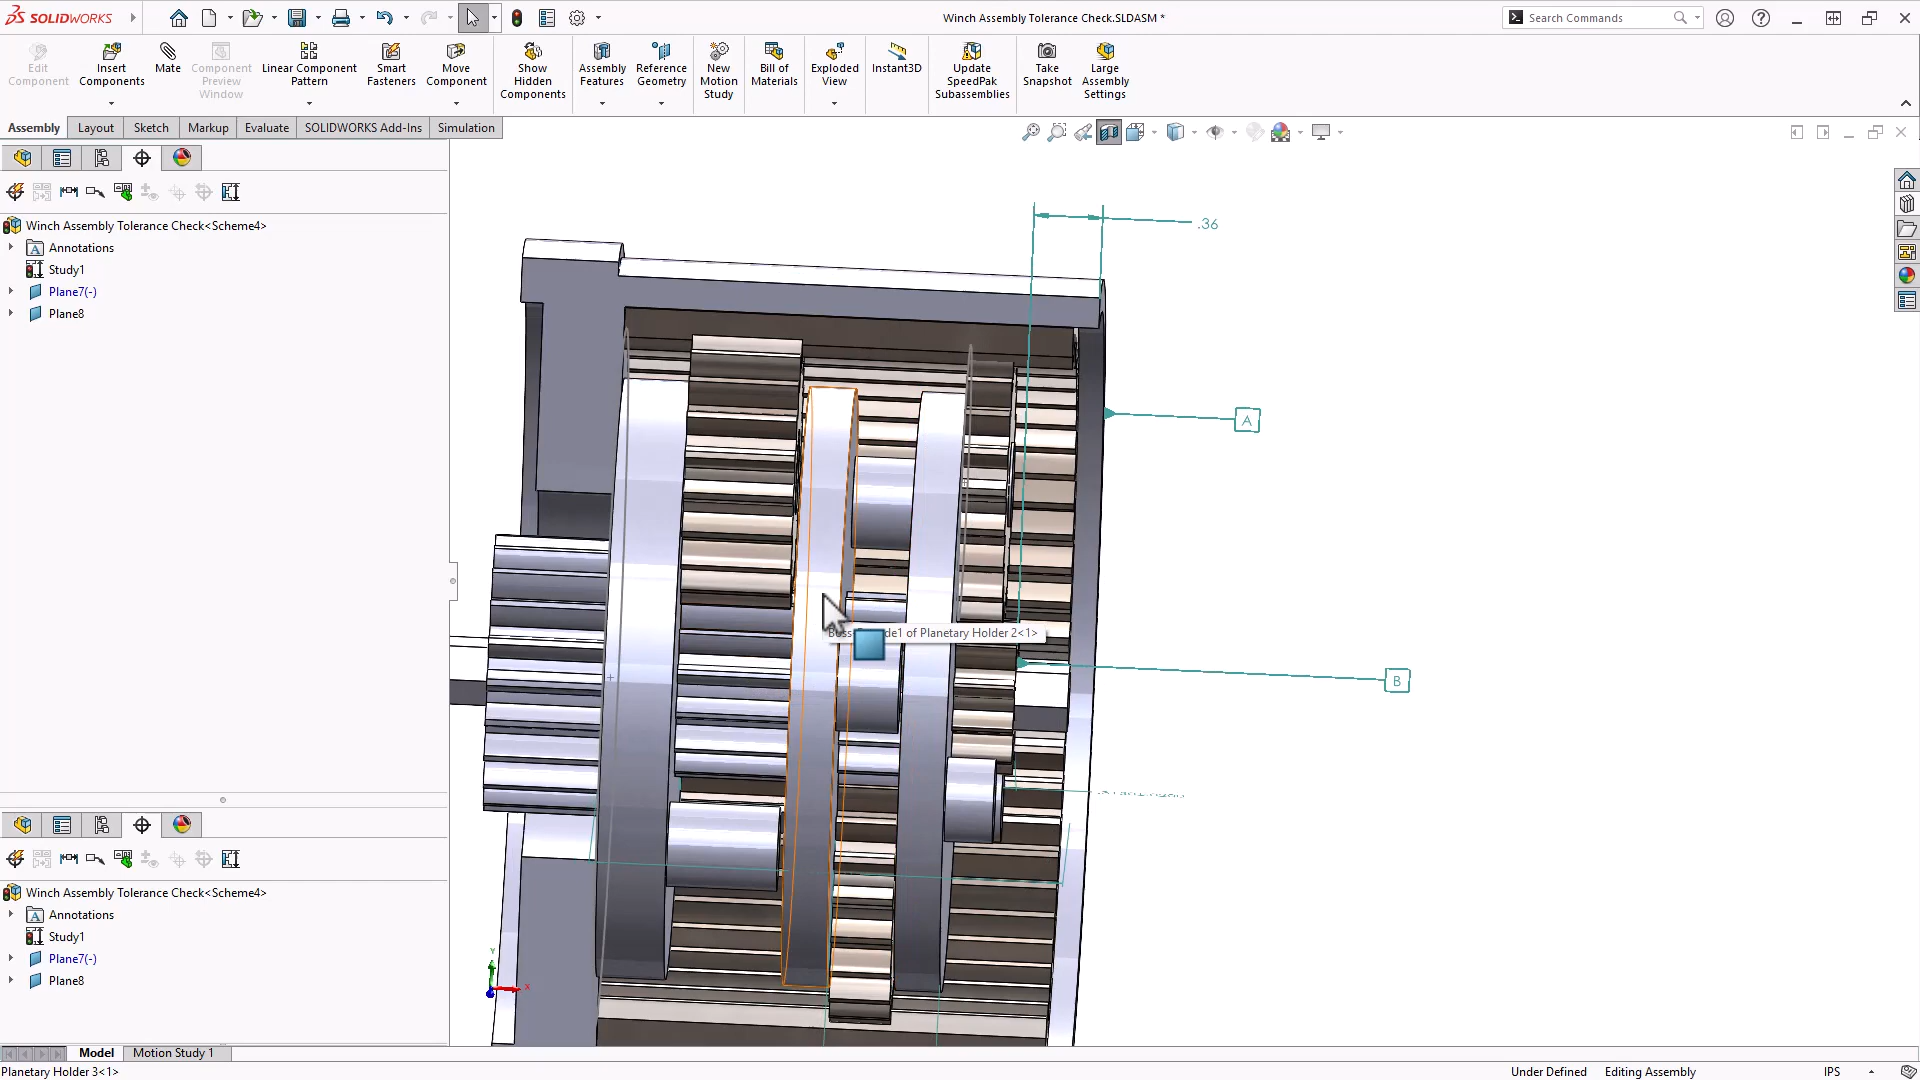 SOLIDWORKS
Winch Assembly Tolerance Check.SLDASM *
Search Commands
Edit
Component
Insert
Components
Mate
Component
Preview
Window
Linear Component
Pattern
Smart
Fasteners
Move
Component
Show
Hidden
Components
Assembly
Features
Reference
Geometry
New
Motion
Study
Bill of
Materials
Exploded
View
Instant3D
Update
SpeedPak
Subassemblies
Take
Snapshot
Large
Assembly
Settings
Assembly
Layout
Sketch
Markup
Evaluate
SOLIDWORKS Add-Ins
Simulation
Winch Assembly Tolerance Check<Scheme4>
Annotations
Study1
Plane7(-)
Plane8
.36
A
of Planetary Holder 2<1>
B
Winch Assembly Tolerance Check<Scheme4>
Annotations
Study1
Plane7(-)
Plane8
Y
X
Model
Motion Study 1
Planetary Holder 3<1>
Under Defined
Editing Assembly
IPS